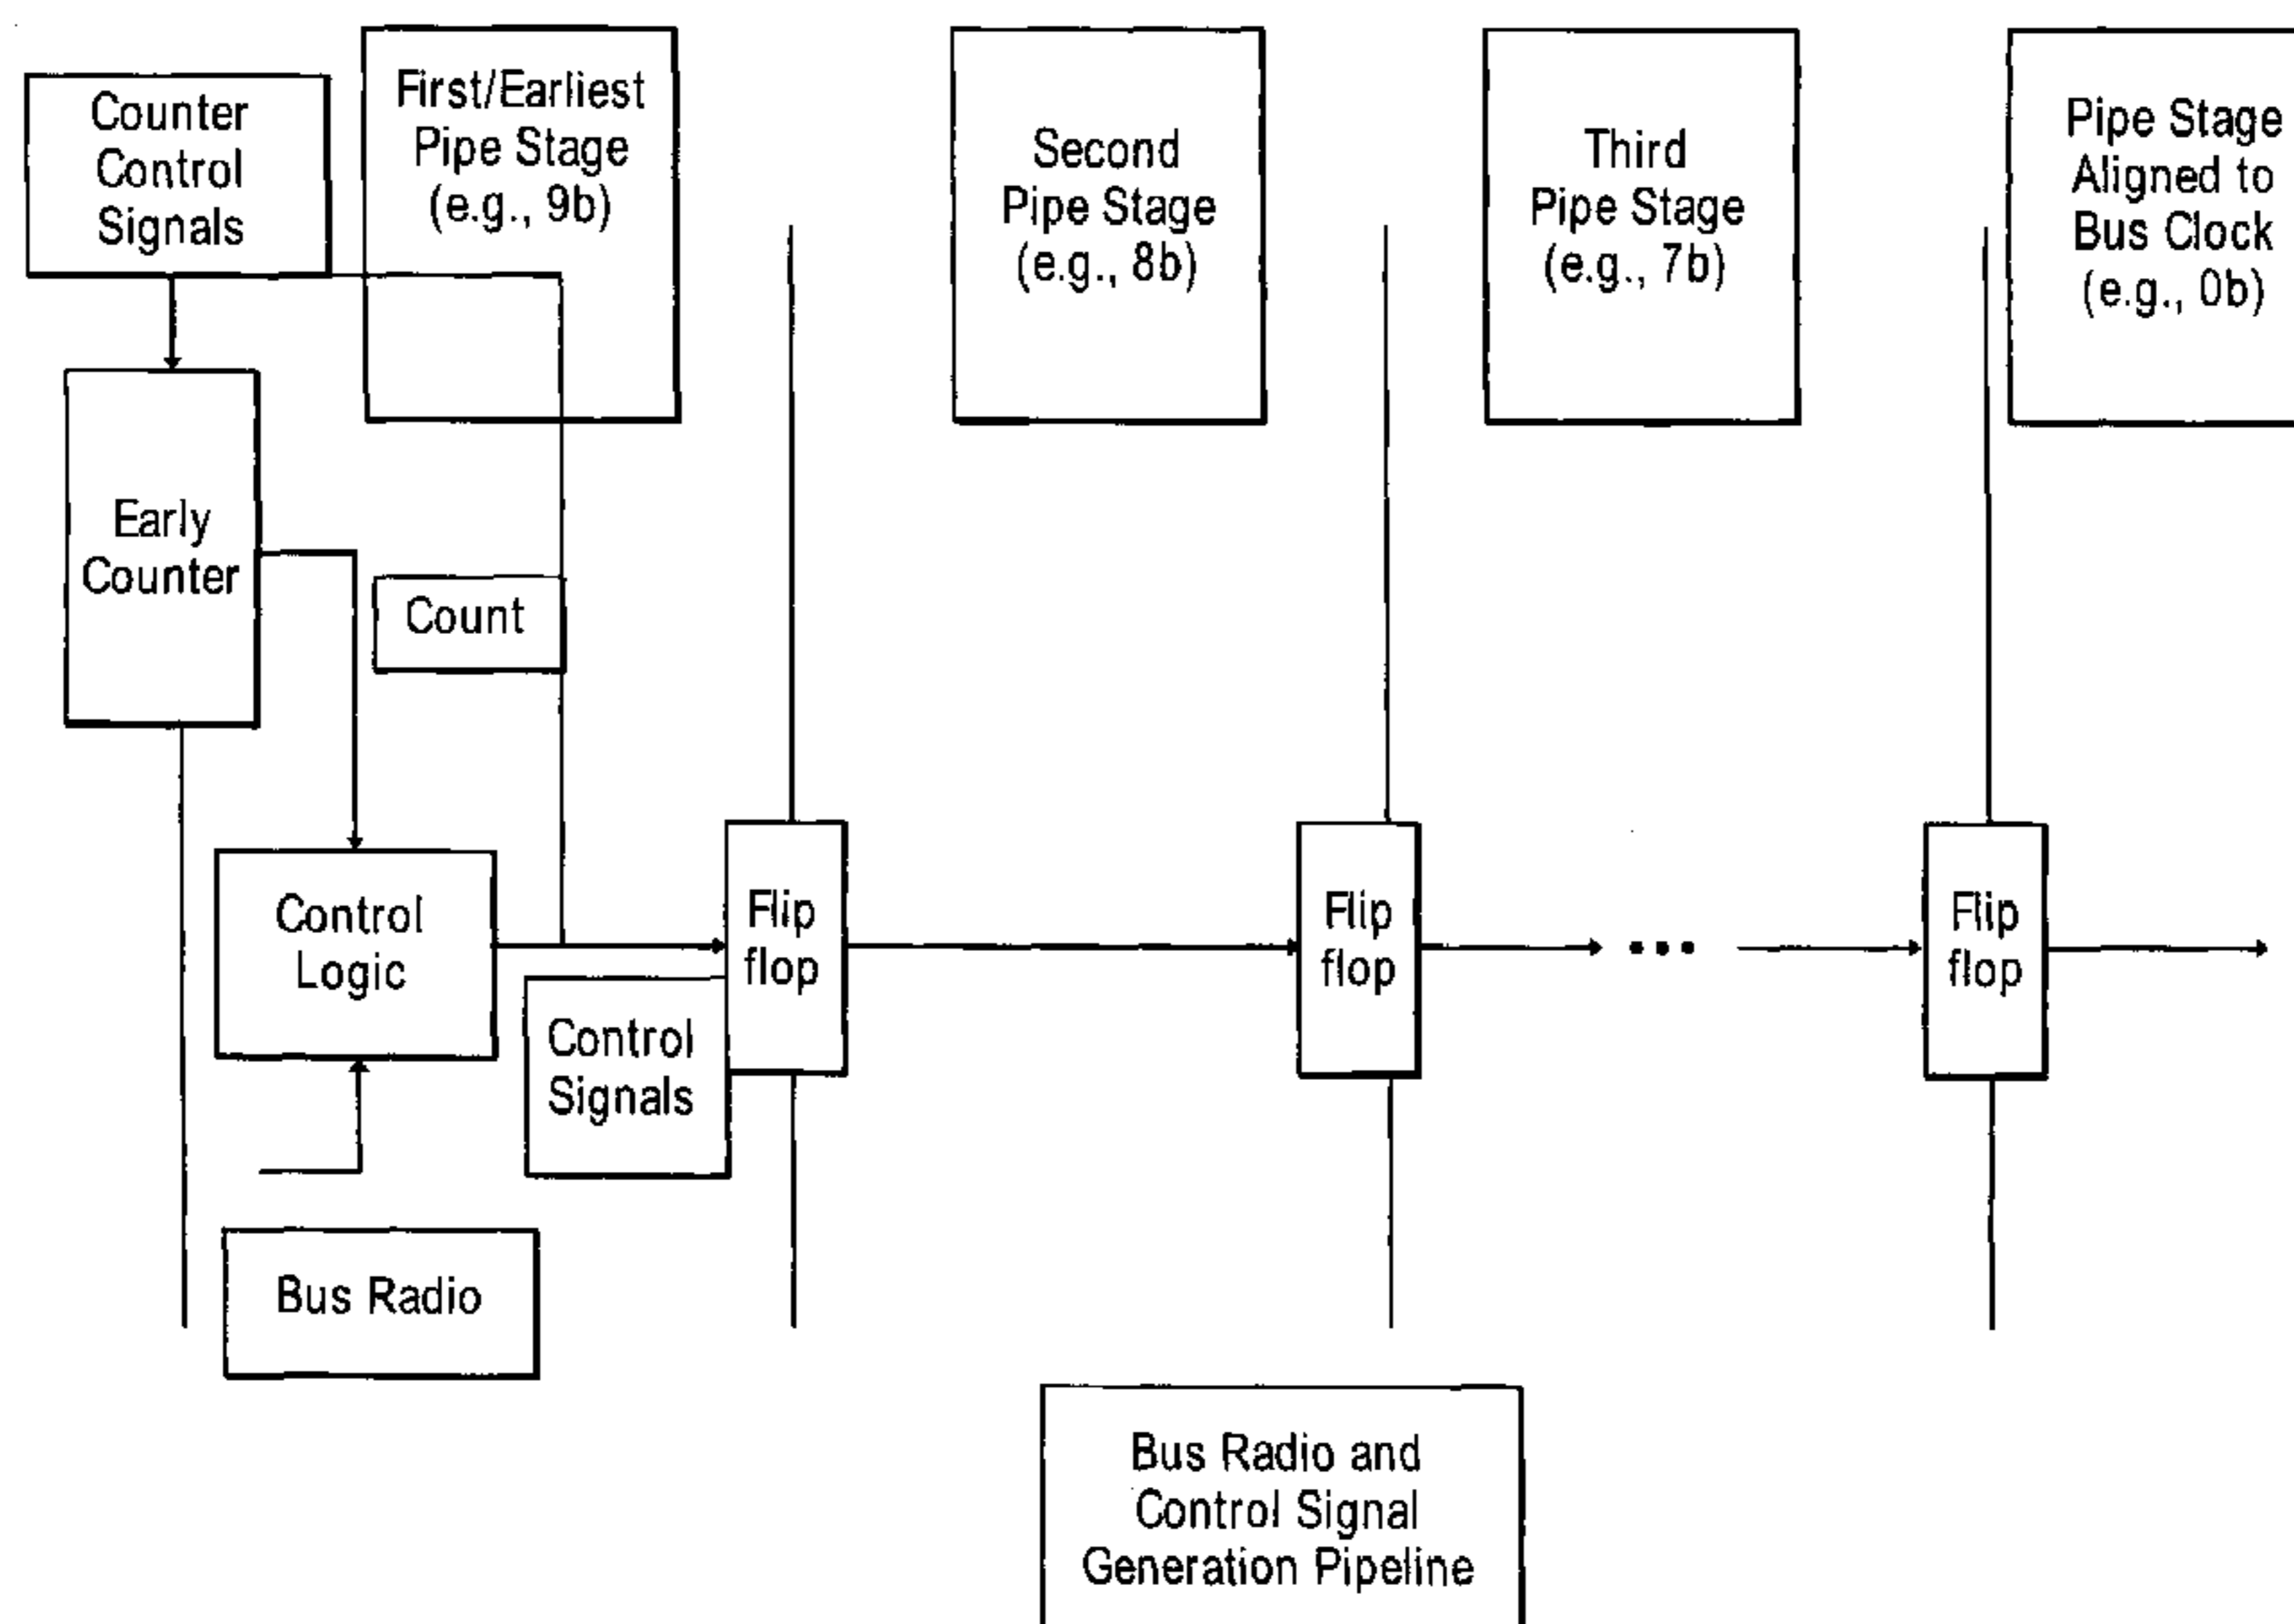 Counter
Control
Signals
First/Earliest
Pipe Stage
(e.g., 9b)
Second
Pipe Stage
(e.g., 8b)
Third
Pipe Stage
(e.g., 7b)
Pipe Stage
Aligned to
Bus Clock
(e.g., 0b)
Early
Counter
Count
Control
Logic
Flip
flop
Flip
flop
Flip
flop
Control
Signals
Bus Radio
Bus Radio and
Control Signal
Generation Pipeline